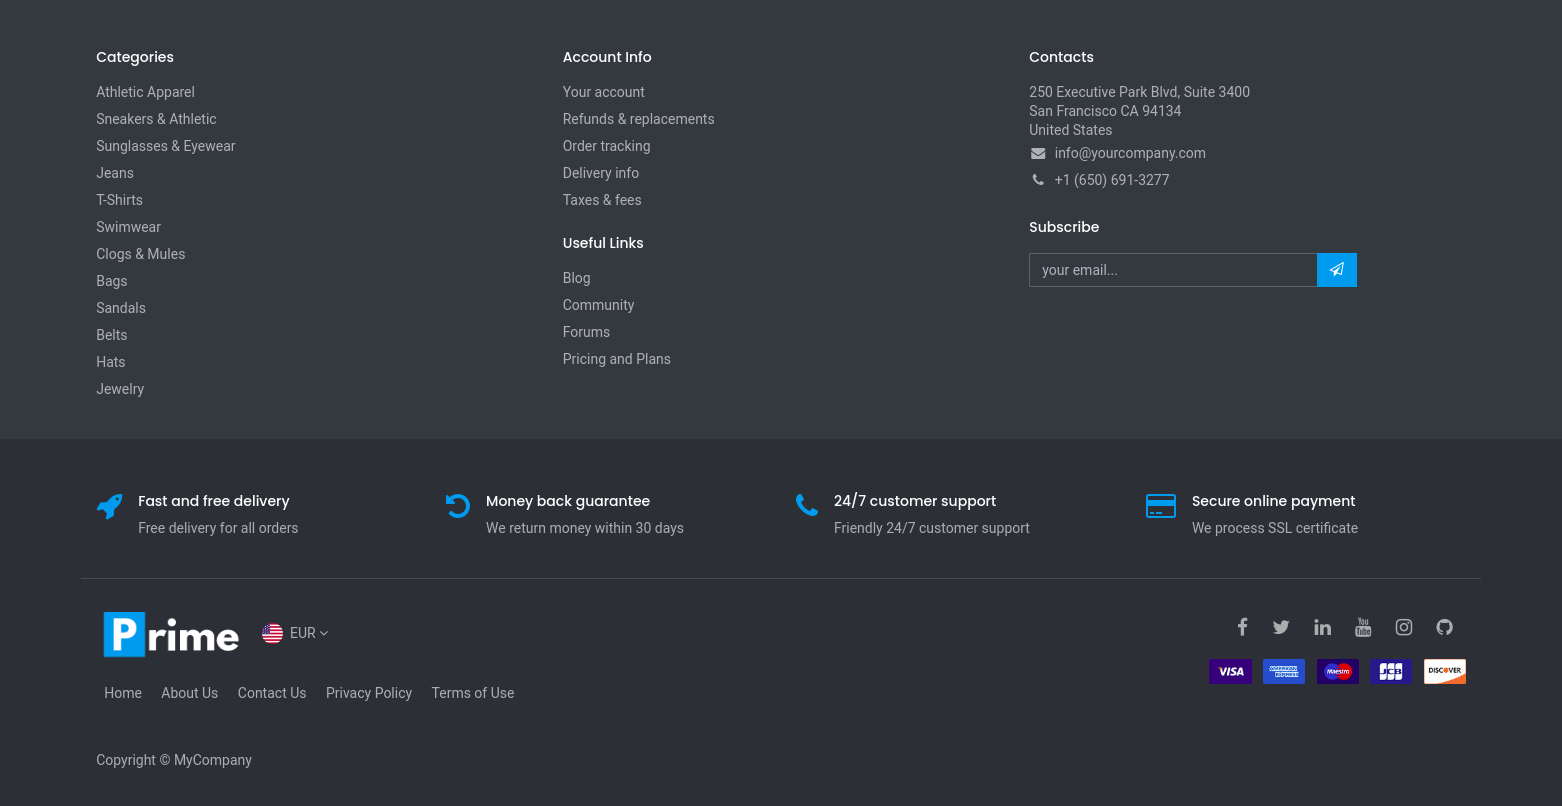 Categories
Athletic Apparel
Sneakers & Athletic
Sunglasses & Eyewear
Jeans
T-Shirts
Swimwear
Clogs & Mules
Bags
Sandals
Belts
Hats
Jewelry
Account Info
Your account
Refunds & replacements
Order tracking
Delivery info
Taxes & fees
Useful Links
Blog
Community
Forums
Pricing and Plans
Contacts
250 Executive Park Blvd, Suite 3400
San Francisco CA 94134
United States
info@yourcompany.com
+1 (650) 691-3277
Subscribe
your email...
Fast and free delivery
Free delivery for all orders
Money back guarantee
We return money within 30 days
24/7 customer support
Friendly 24/7 customer support
Secure online payment
We process SSL certificate
Prime
EUR
You Tube
VISA
AMERICAN EXPRESS
Maestro
JCB
DISCOVER
Home About Us Contact Us Privacy Policy Terms of Use
Copyright © MyCompany